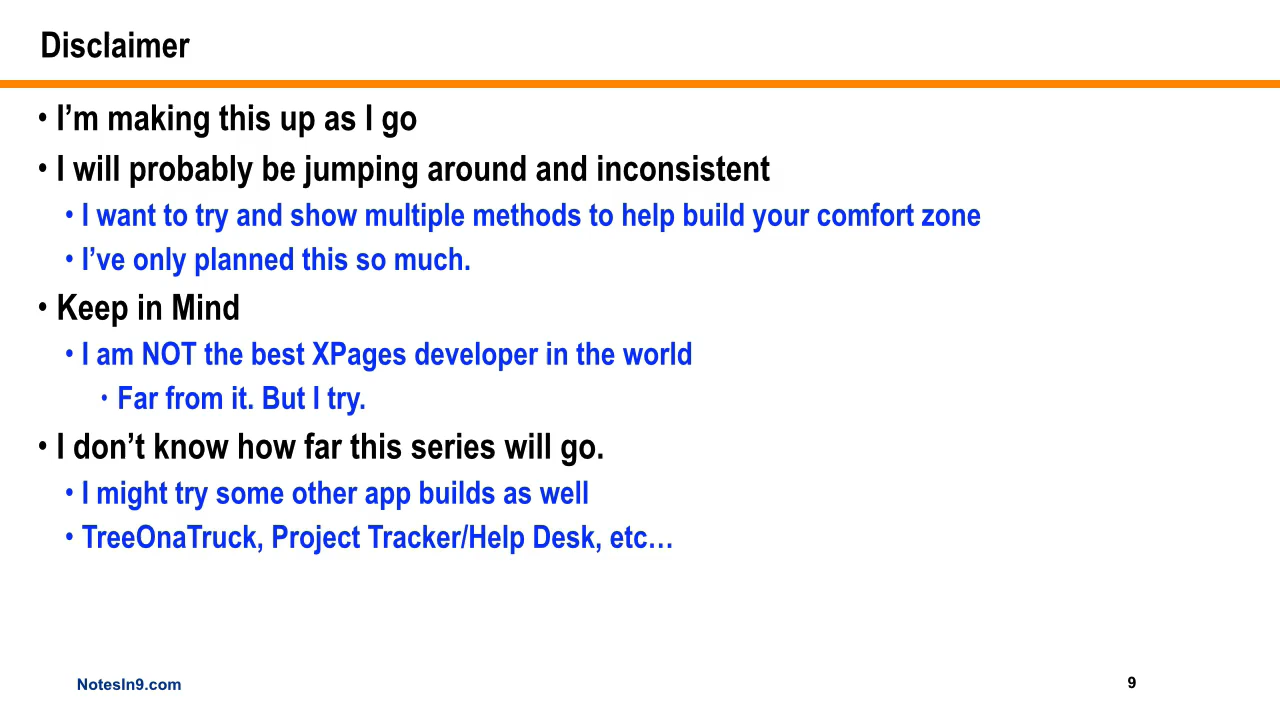 Disclaimer
• I’m making this up as I go
• I will probably be jumping around and inconsistent
• I want to try and show multiple methods to help build your comfort zone
• I’ve only planned this so much.
• Keep in Mind
• I am NOT the best XPages developer in the world
• Far from it. But I try.
• I don’t know how far this series will go.
• I might try some other app builds as well
• TreeOnaTruck, Project Tracker/Help Desk, etc…
NotesIn9.com
9